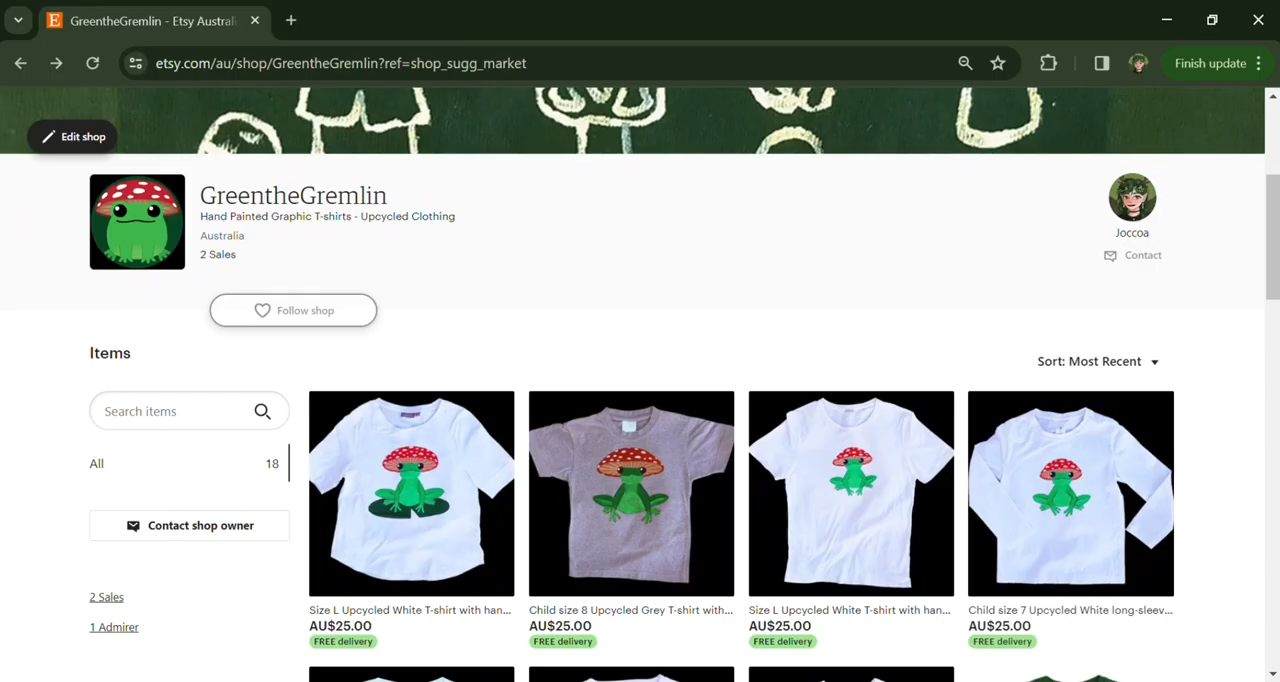 GreentheGremlin - Etsy Australi
etsy.com/au/shop/GreentheGremlin?ref=shop_sugg_market
Finish update
Edit shop
GreentheGremlin
Hand Painted Graphic T-shirts - Upcycled Clothing
Australia
2 Sales
Joccoa
Contact
Follow shop
Items
Sort: Most Recent
Search items
All 18
Contact shop owner
2 Sales
1 Admirer
Size L Upcycled White T-shirt with han...
AU$25.00
FREE delivery
Child size 8 Upcycled Grey T-shirt with...
AU$25.00
FREE delivery
Size L Upcycled White T-shirt with han...
AU$25.00
FREE delivery
Child size 7 Upcycled White long-sleev...
AU$25.00
FREE delivery